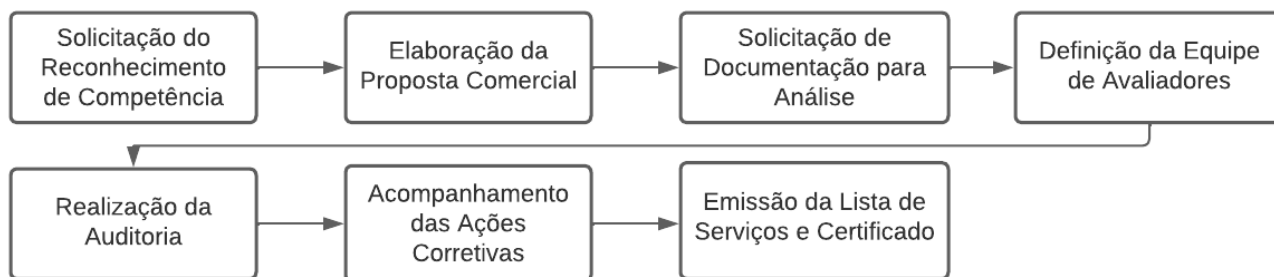 Solicitação do
Reconhecimento
de Competência
Elaboração da
Proposta Comercial
Solicitação de
Documentação para
Análise
Definição da Equipe
de Avaliadores
Realização da
Auditoria
Acompanhamento
das Ações
Corretivas
Emissão da Lista de
Serviços e Certificado